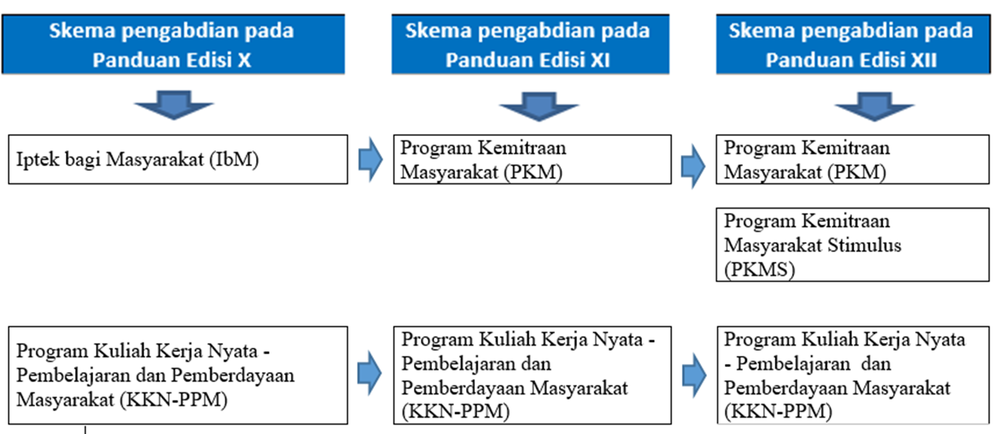 Skema pengabdian pada
Panduan Edisi X
Skema pengabdian pada
Panduan Edisi XI
Skema pengabdian pada
Panduan Edisi XII
Iptek bagi Masyarakat (IbM)
Program Kemitraan
Masyarakat (PKM)
Program Kemitraan
Masyarakat (PKM)
Program Kemitraan
Masyarakat Stimulus
(PKMS)
Program Kuliah Kerja Nyata -
Pembelajaran dan Pemberdayaan
Masyarakat (KKN-PPM)
Program Kuliah Kerja Nyata -
Pembelajaran dan
Pemberdayaan Masyarakat
(KKN-PPM)
Program Kuliah Kerja Nyata
- Pembelajaran  dan
Pemberdayaan Masyarakat
(KKN-PPM)